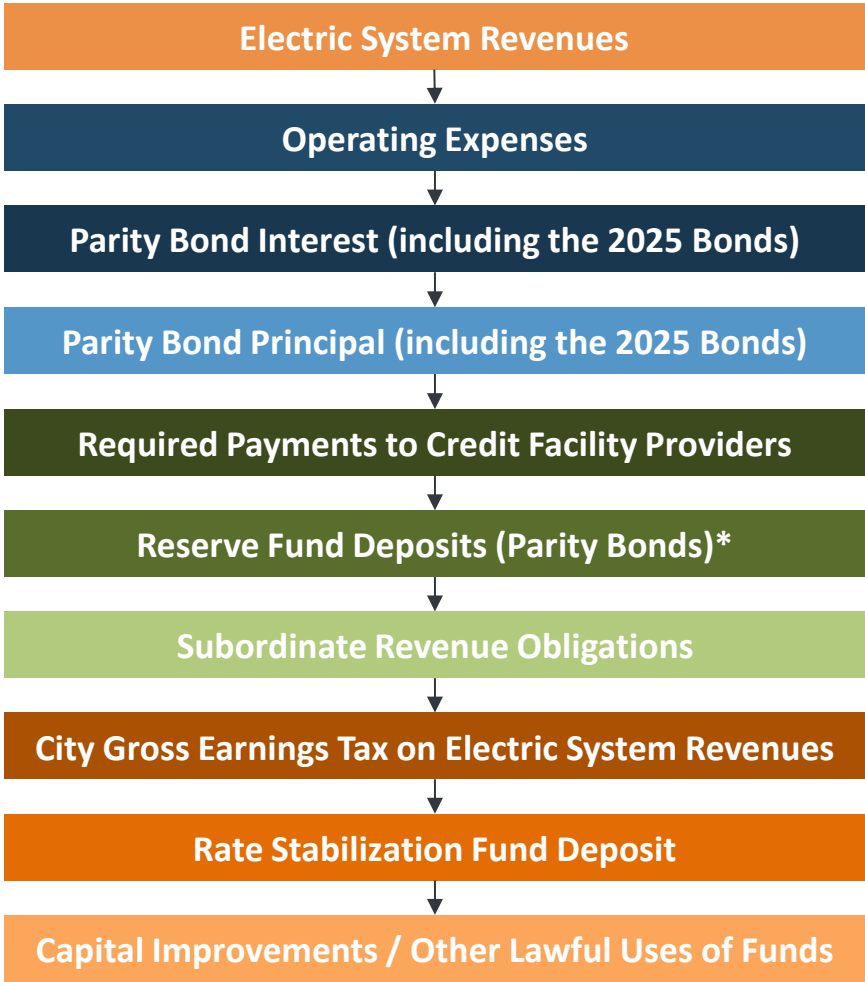 Electric System Revenues
Operating Expenses
Parity Bond Interest (including the 2025 Bonds)
Parity Bond Principal (including the 2025 Bonds)
Required Payments to Credit Facility Providers
Reserve Fund Deposits (Parity Bonds)*
Subordinate Revenue Obligations
City Gross Earnings Tax on Electric System Revenues
Rate Stabilization Fund Deposit
Capital Improvements / Other Lawful Uses of Funds